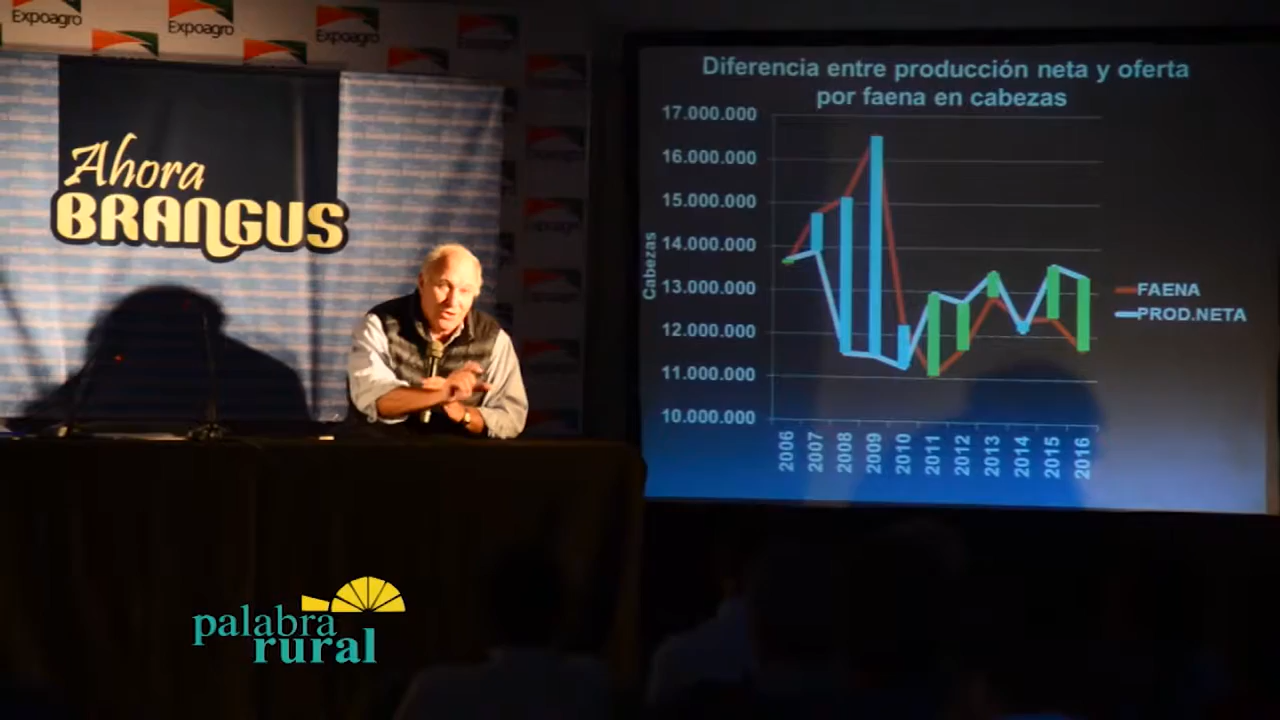 Expoagro
Expoagro
Expoagro
Ahora
BRANGUS
Diferencia entre producción neta y oferta
por faena en cabezas
17.000.000
16.000.000
15.000.000
14.000.000
13.000.000
12.000.000
11.000.000
10.000.000
Cabezas
2006
2007
2008
2009
2010
2011
2012
2013
2014
2015
2016
FAENA
PROD.NETA
palabra
rural